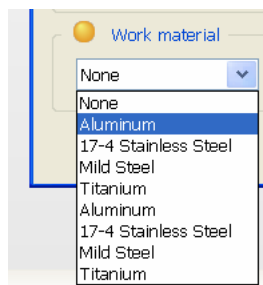 Work material
None
None
Aluminum
17-4 Stainless Steel
Mild Steel
Titanium
Aluminum
17-4 Stainless Steel
Mild Steel
Titanium